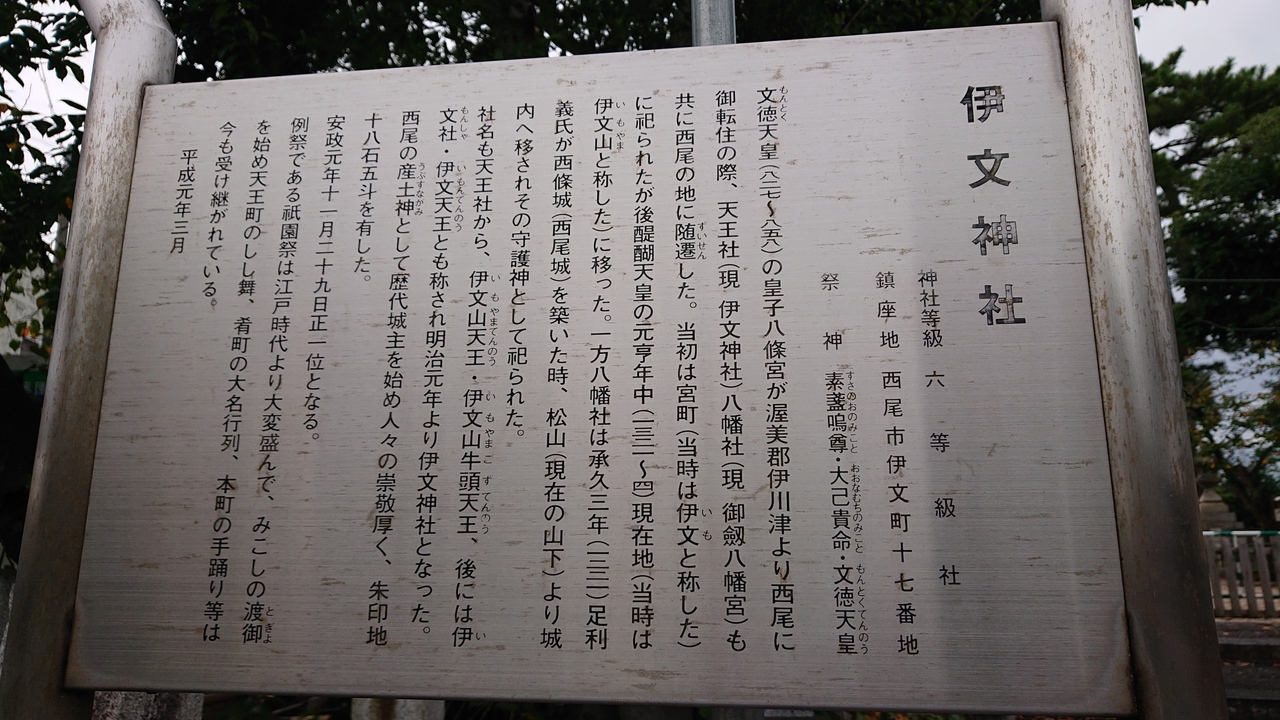 伊文神社
神社等級 六等級社
鎮座地 西尾市伊文町十七番地
祭神 素盞嗚尊・大己貴命・文徳天皇
文徳天皇(八二七～八五八)の皇子八條宮が渥美郡伊川津より西尾に
御転住の際、天王社(現 伊文神社)八幡社(現 御劔八幡宮)も
共に西尾の地に随遷した。当初は宮町(当時は伊文と称した)
に祀られたが後醍醐天皇の元亨年中(一三二一～四)現在地(当時は
伊文山と称した)に移った。一方八幡社は承久三年(一二二一)足利
義氏が西條城(西尾城)を築いた時、松山(現在の山下)より城
内へ移されその守護神として祀られた。
社名も天王社から、伊文山天王・伊文山牛頭天王、後には伊
文社・伊文天王とも称され明治元年より伊文神社となった。
西尾の産土神として歴代城主を始め人々の崇敬厚く、朱印地
十八石五斗を有した。
安政元年十一月二十九日正一位となる。
例祭である祇園祭は江戸時代より大変盛んで、みこしの渡御
を始め天王町のしし舞、肴町の大名行列、本町の手踊り等は
今も受け継がれている。
平成元年三月